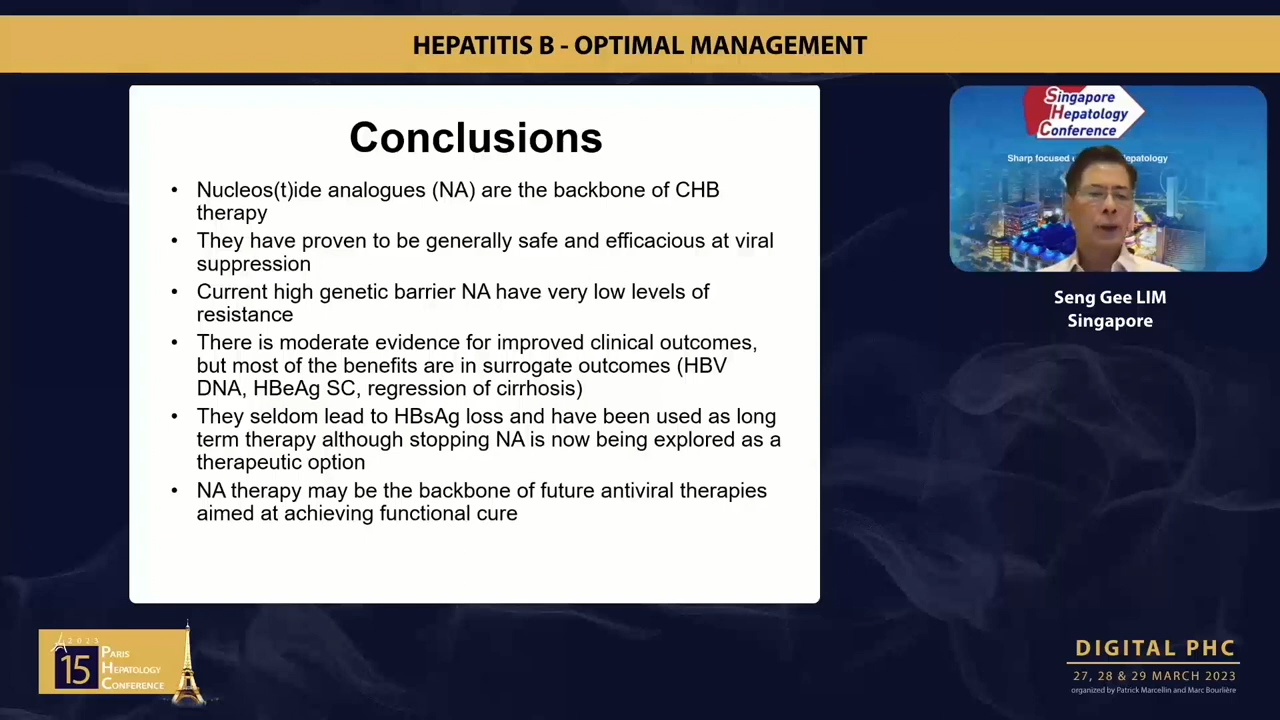 HEPATITIS B - OPTIMAL MANAGEMENT
Conclusions
• Nucleos(t)ide analogues (NA) are the backbone of CHB
therapy
• They have proven to be generally safe and efficacious at viral
suppression
• Current high genetic barrier NA have very low levels of
resistance
• There is moderate evidence for improved clinical outcomes,
but most of the benefits are in surrogate outcomes (HBV
DNA, HBeAg SC, regression of cirrhosis)
• They seldom lead to HBsAg loss and have been used as long
term therapy although stopping NA is now being explored as a
therapeutic option
• NA therapy may be the backbone of future antiviral therapies
aimed at achieving functional cure
Singapore
Hepatology
Conference
Sharp focused
Seng Gee LIM
Singapore
2023
15
PARIS
HEPATOLOGY
CONFERENCE
DIGITAL PHC
27, 28 & 29 MARCH 2023
organized by Patrick Marcellin and Marc Bourlière